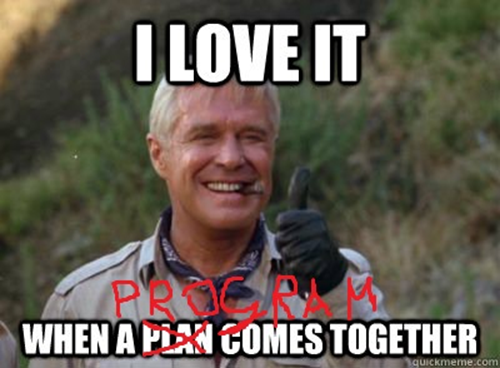 I LOVE IT
PROGRAM
WHEN A PLAN COMES TOGETHER
quickmeme.com